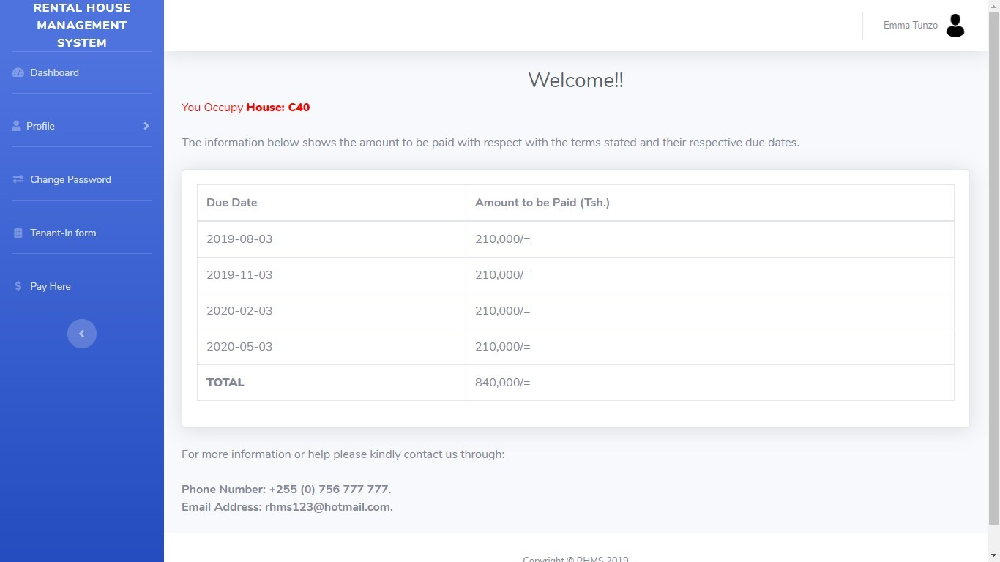 RENTAL HOUSE
MANAGEMENT
SYSTEM
Dashboard
Profile
Change Password
Tenant-In form
Pay Here
Emma Tunzo
Welcome!!
You Occupy House: C40
The information below shows the amount to be paid with respect with the terms stated and their respective due dates.
Due Date Amount to be Paid (Tsh.)
2019-08-03 210,000/=
2019-11-03 210,000/=
2020-02-03 210,000/=
2020-05-03 210,000/=
TOTAL 840,000/=
For more information or help please kindly contact us through:
Phone Number: +255 (0) 756 777 777.
Email Address: rhms123@hotmail.com.
Copyright © RHMS 2019